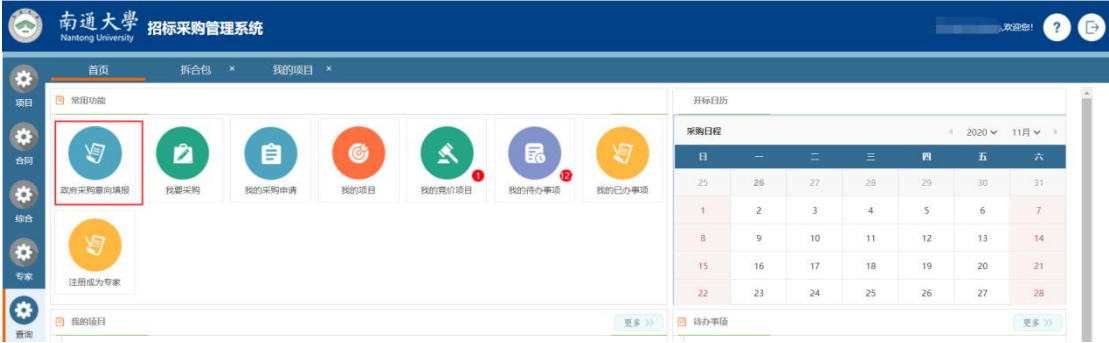 南通大學 招标采购管理系统
Nantong University
,欢迎您!
?
首页 拆合包 × 我的项目 ×
项目
合同
综合
专家
查询
常用功能
政府采购意向填报 我要采购 我的采购申请 我的项目 我的竞价项目 我的待办事项 我的已办事项
1 12
注册成为专家
开标日历
采购日程 2020 11月
日 一 二 三 四 五 六
25 26 27 28 29 30 31
1 2 3 4 5 6 7
8 9 10 11 12 13 14
15 16 17 18 19 20 21
22 23 24 25 26 27 28
我的项目 更多 >>
待办事项 更多 >>